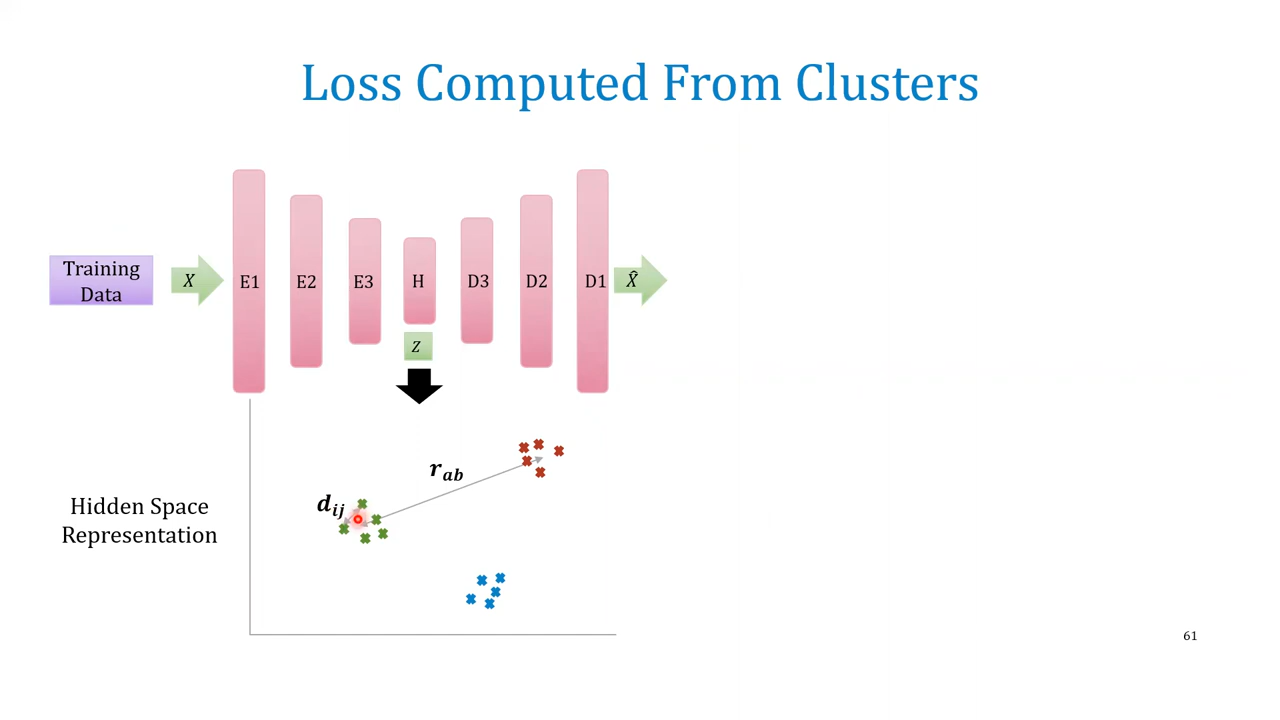 Loss Computed From Clusters
Training
Data
X
E1
E2
E3
H
D3
D2
D1
X̂
Z
r_ab
d_ij
Hidden Space
Representation
61